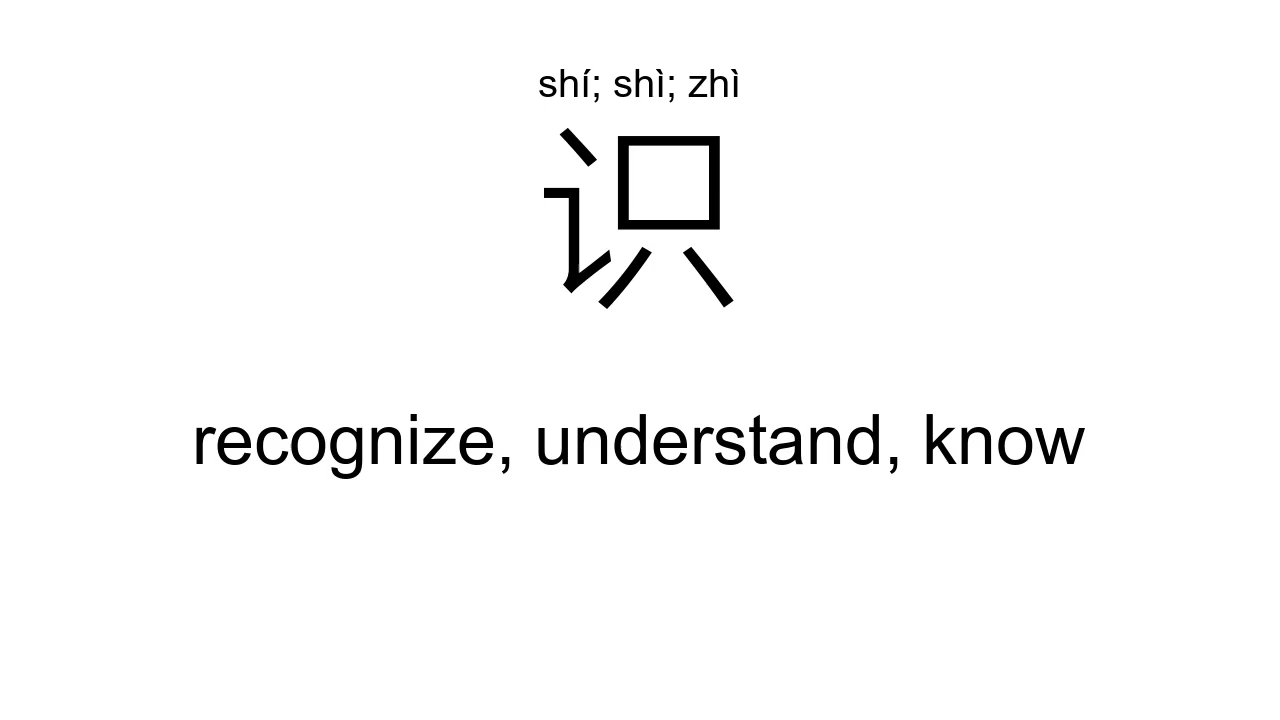 shí; shì; zhì
识
recognize, understand, know